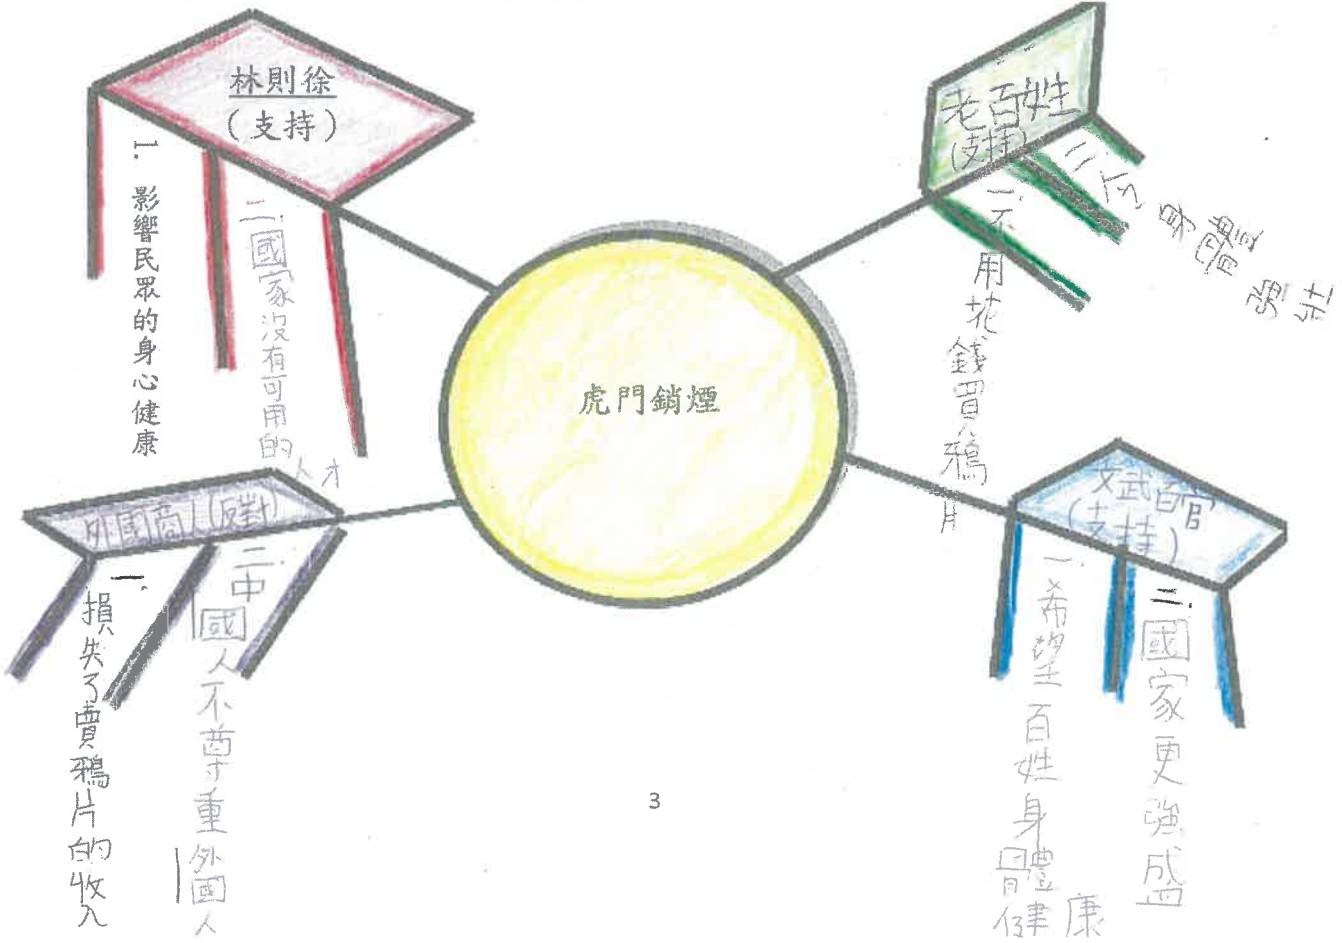 林則徐
(支持)
1. 影響民眾的身心健康
二.國家沒有可用的人才
老百姓
(支持)
一.不用花錢買鴉片
二.身體強壯
虎門銷煙
外國商人(反對)
一.損失了賣鴉片的收入
二.中國人不尊重外國人
文武百官
(支持)
一.希望百姓身體健康
二.國家更強盛
3